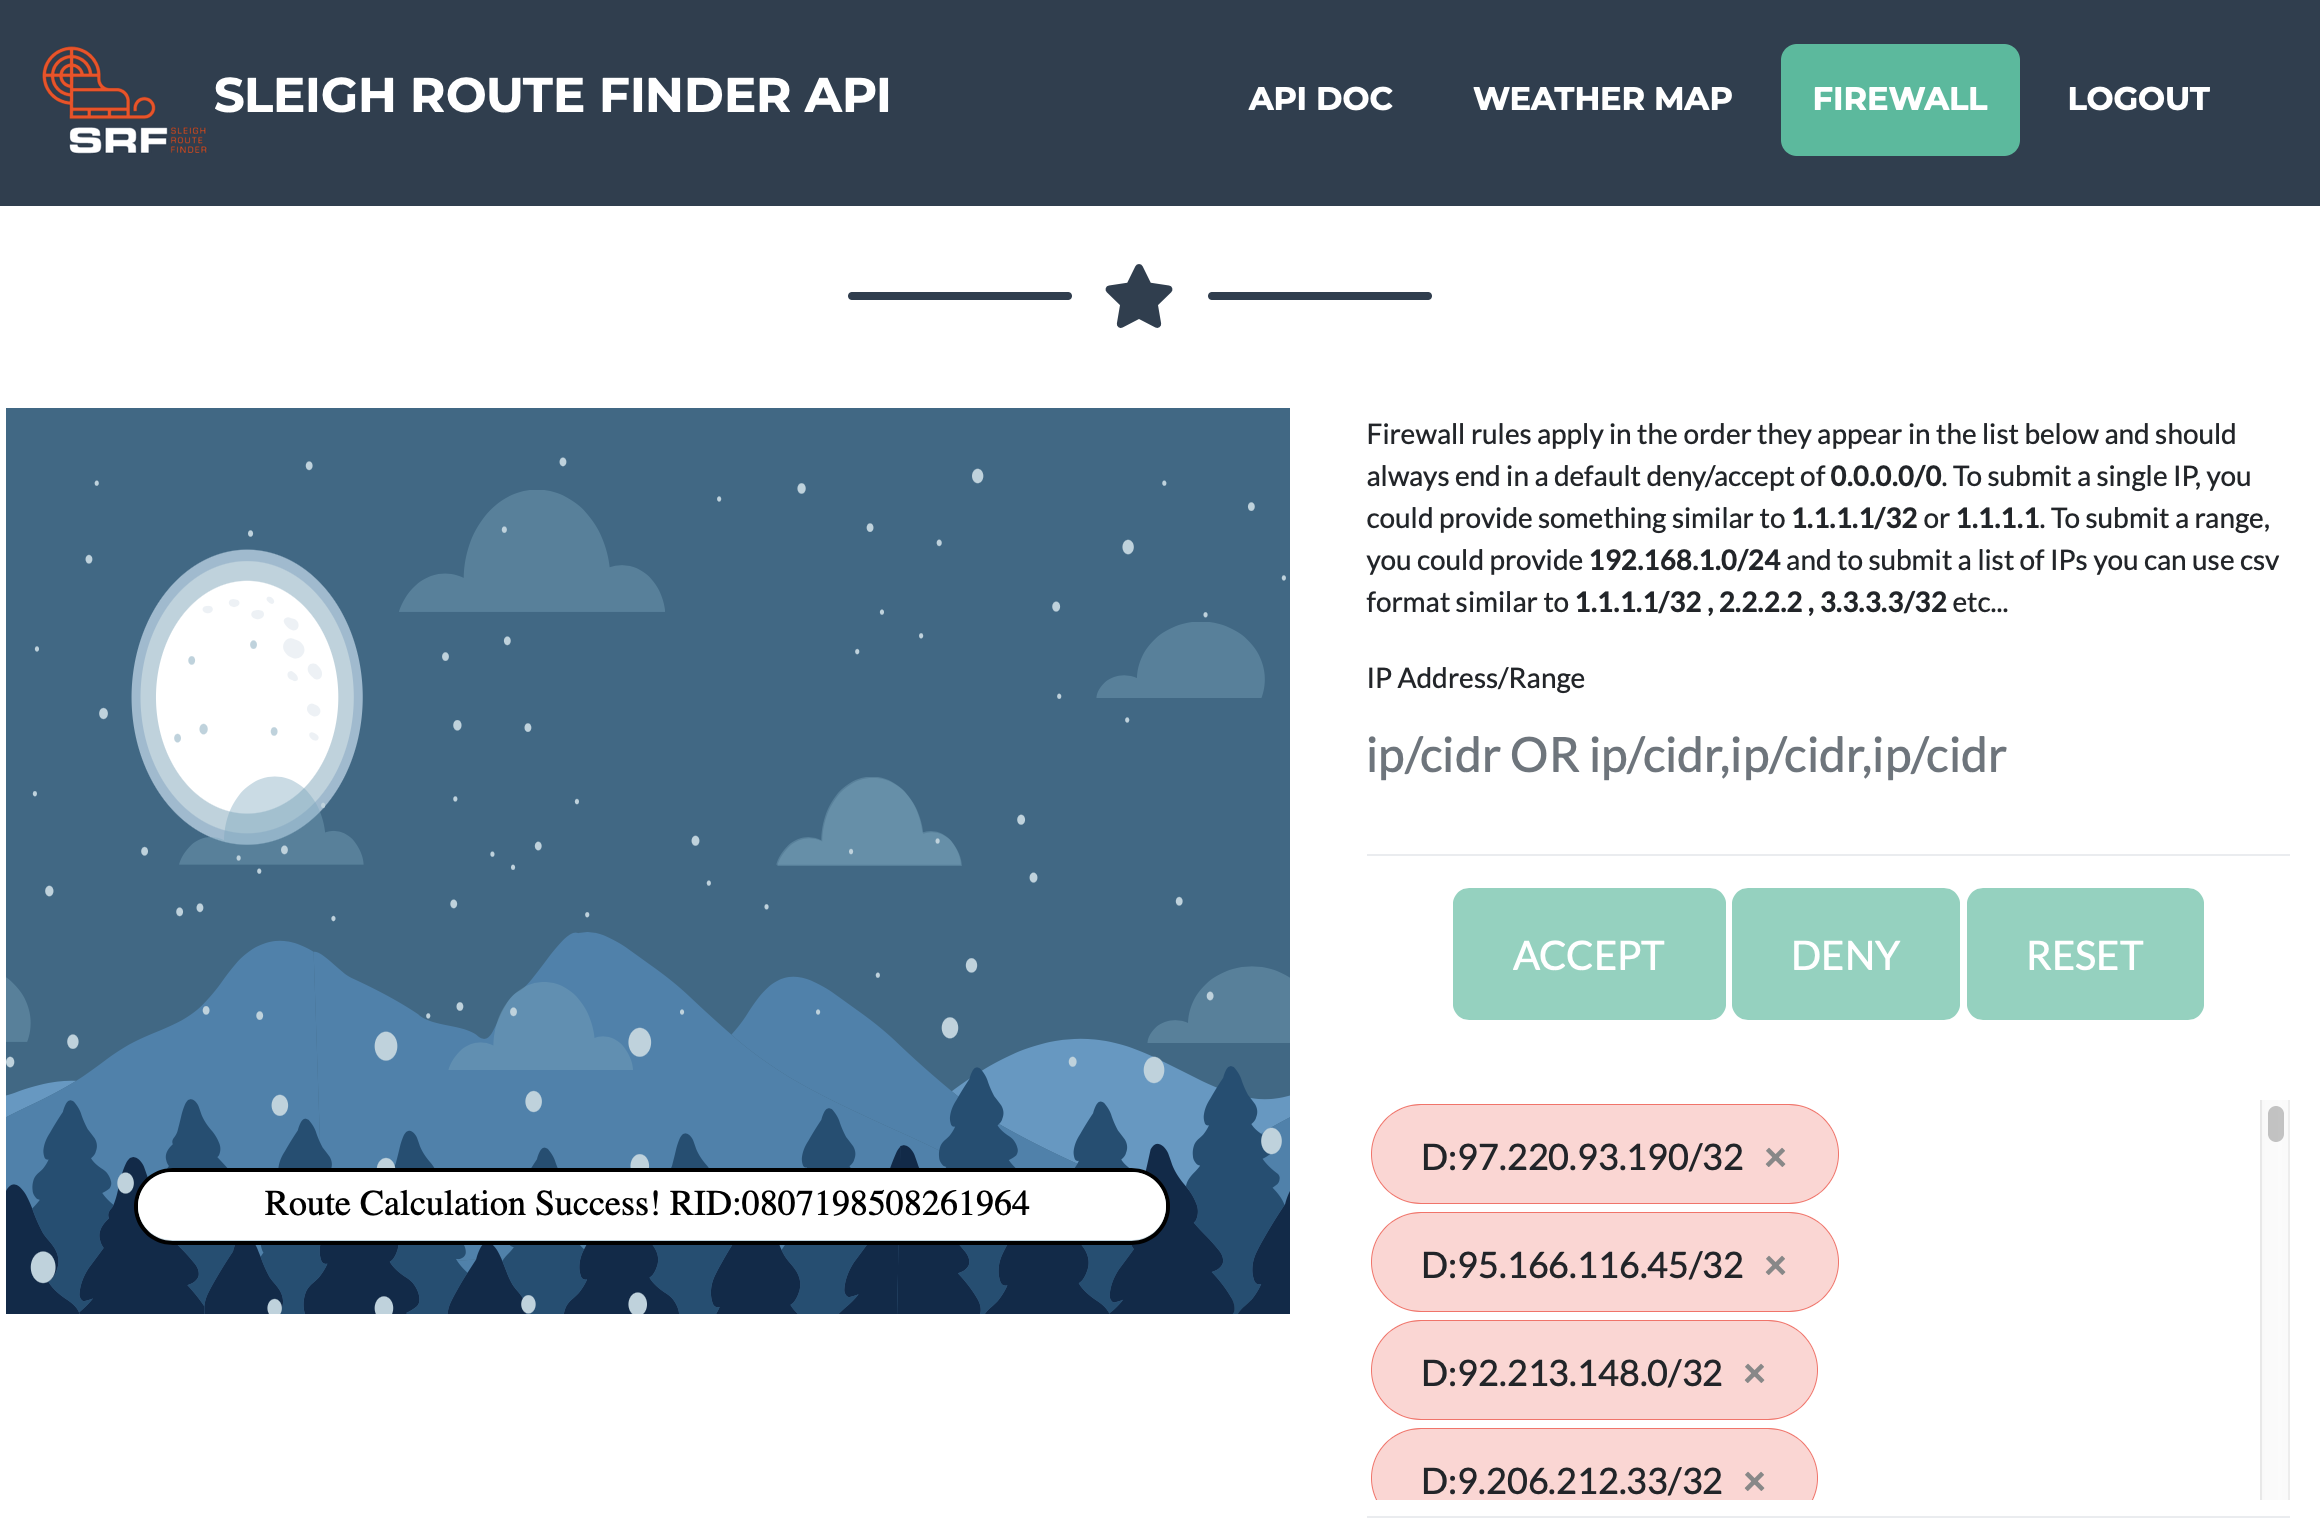 SRF
SLEIGH
ROUTE
FINDER
SLEIGH ROUTE FINDER API
API DOC
WEATHER MAP
FIREWALL
LOGOUT
Firewall rules apply in the order they appear in the list below and should
always end in a default deny/accept of 0.0.0.0/0. To submit a single IP, you
could provide something similar to 1.1.1.1/32 or 1.1.1.1. To submit a range,
you could provide 192.168.1.0/24 and to submit a list of IPs you can use csv
format similar to 1.1.1.1/32 , 2.2.2.2 , 3.3.3.3/32 etc...
IP Address/Range
ip/cidr OR ip/cidr,ip/cidr,ip/cidr
ACCEPT
DENY
RESET
Route Calculation Success! RID:0807198508261964
D:97.220.93.190/32 ×
D:95.166.116.45/32 ×
D:92.213.148.0/32 ×
D:9.206.212.33/32 ×